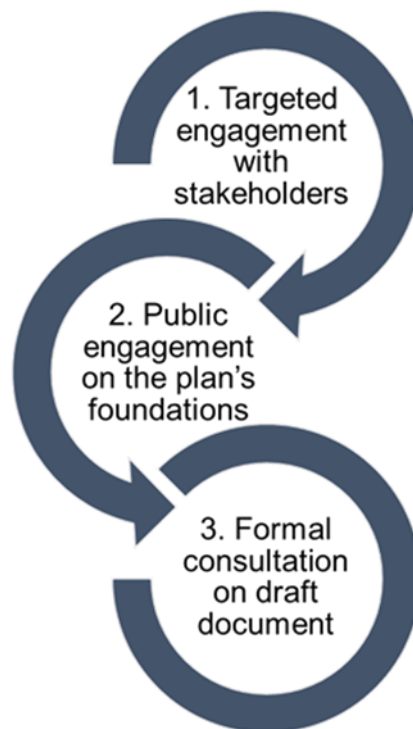 1. Targeted
engagement
with
stakeholders
2. Public
engagement
on the plan's
foundations
3. Formal
consultation
on draft
document